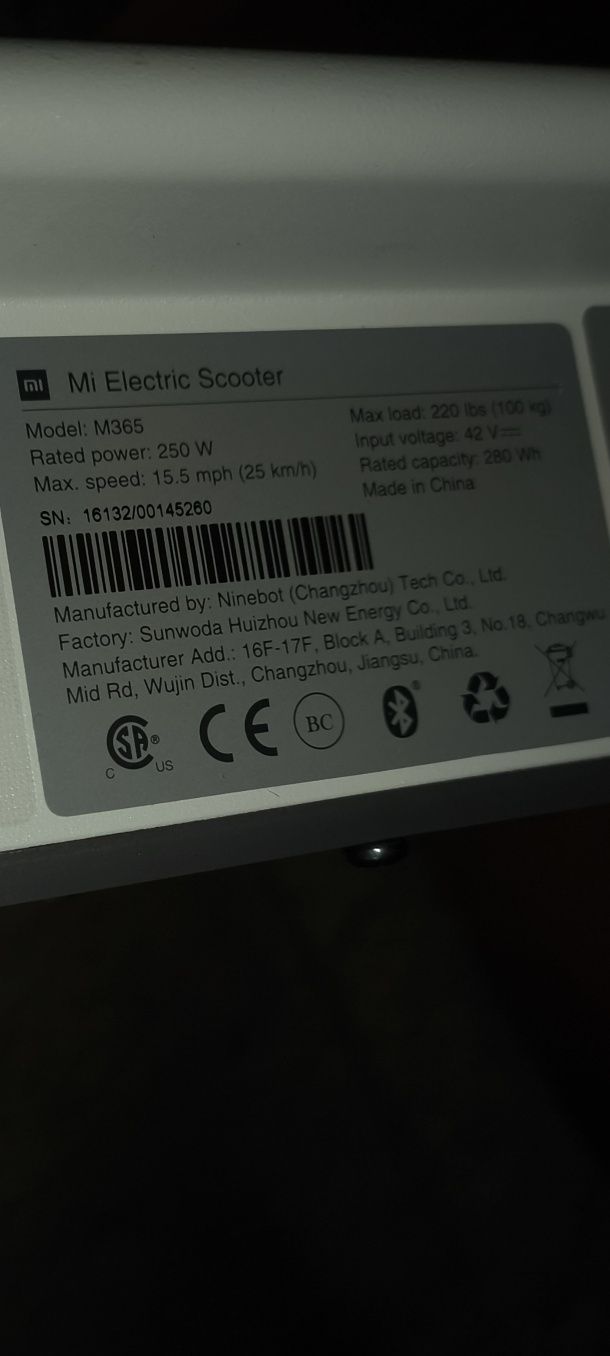 mi Mi Electric Scooter
Model: M365
Rated power: 250 W
Max. speed: 15.5 mph (25 km/h)
Max load: 220 lbs (100 kg)
Input voltage: 42 V⎓
Rated capacity: 280 Wh
Made in China
SN: 16132/00145260
Manufactured by: Ninebot (Changzhou) Tech Co., Ltd.
Factory: Sunwoda Huizhou New Energy Co., Ltd.
Manufacturer Add.: 16F-17F, Block A, Building 3, No.18, Changwu
Mid Rd, Wujin Dist., Changzhou, Jiangsu, China.
C SA ® US CE BC ®